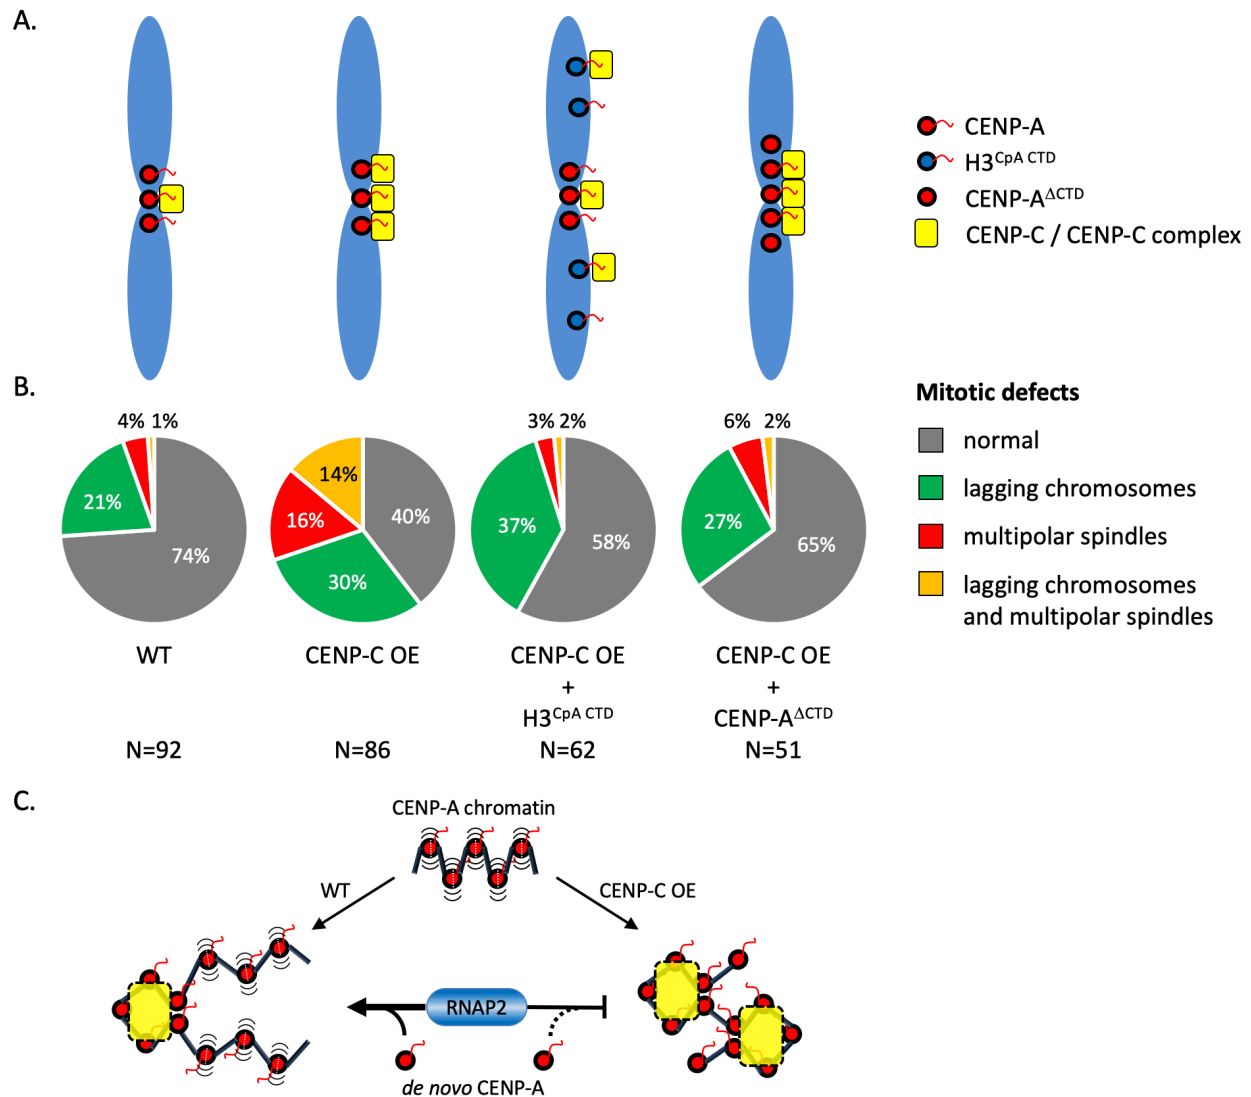 A.
CENP-A
H3CpA CTD
CENP-AΔCTD
CENP-C / CENP-C complex
B.
4% 1%
21%
74%
14%
16%
40%
30%
3% 2%
37%
58%
6% 2%
27%
65%
Mitotic defects
normal
lagging chromosomes
multipolar spindles
lagging chromosomes
and multipolar spindles
WT
N=92
CENP-C OE
N=86
CENP-C OE
+
H3CpA CTD
N=62
CENP-C OE
+
CENP-AΔCTD
N=51
C.
CENP-A chromatin
WT
CENP-C OE
RNAP2
de novo CENP-A